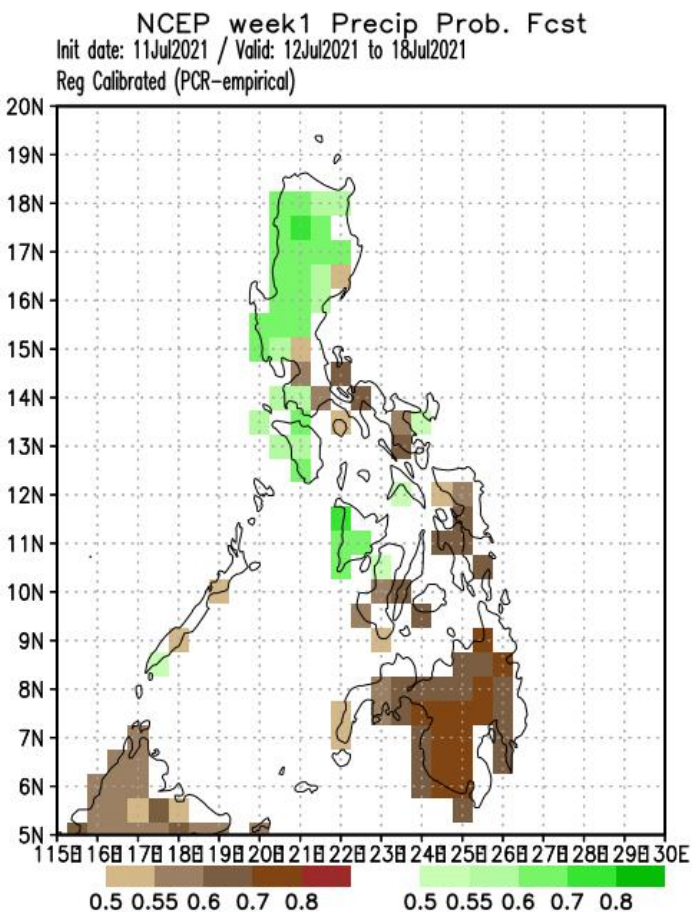 NCEP week1 Precip Prob. Fcst
Init date: 11Jul2021 / Valid: 12Jul2021 to 18Jul2021
Reg Calibrated (PCR-empirical)
20N
19N
18N
17N
16N
15N
14N
13N
12N
11N
10N
9N
8N
7N
6N
5N
115E 116E 117E 118E 119E 120E 121E 122E 123E 124E 125E 126E 127E 128E 129E 130E
0.5 0.55 0.6 0.7 0.8 0.5 0.55 0.6 0.7 0.8